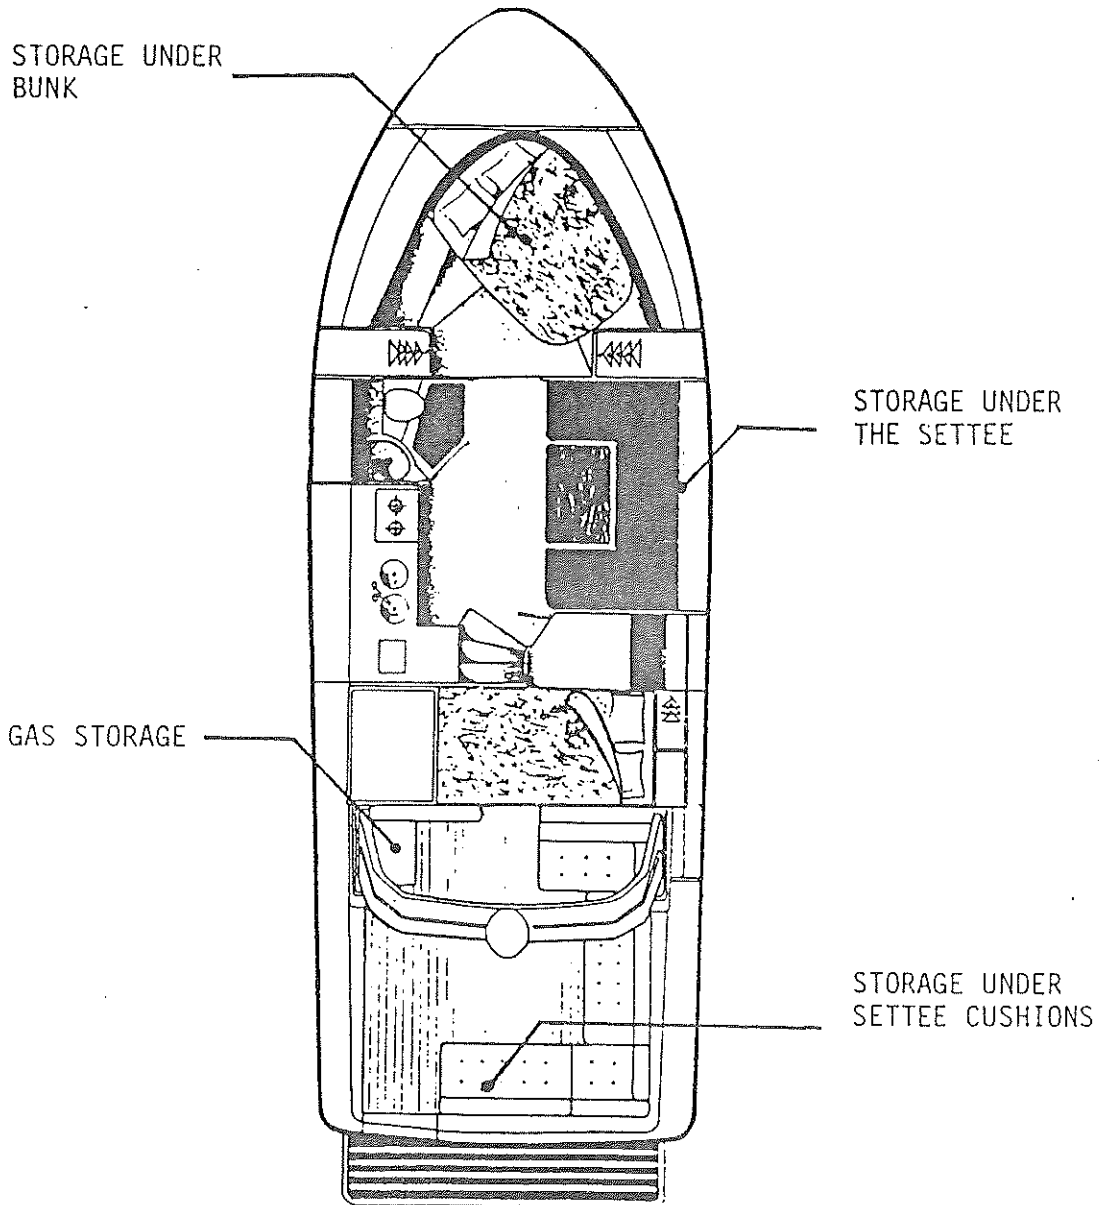 STORAGE UNDER
BUNK
STORAGE UNDER
THE SETTEE
GAS STORAGE
STORAGE UNDER
SETTEE CUSHIONS